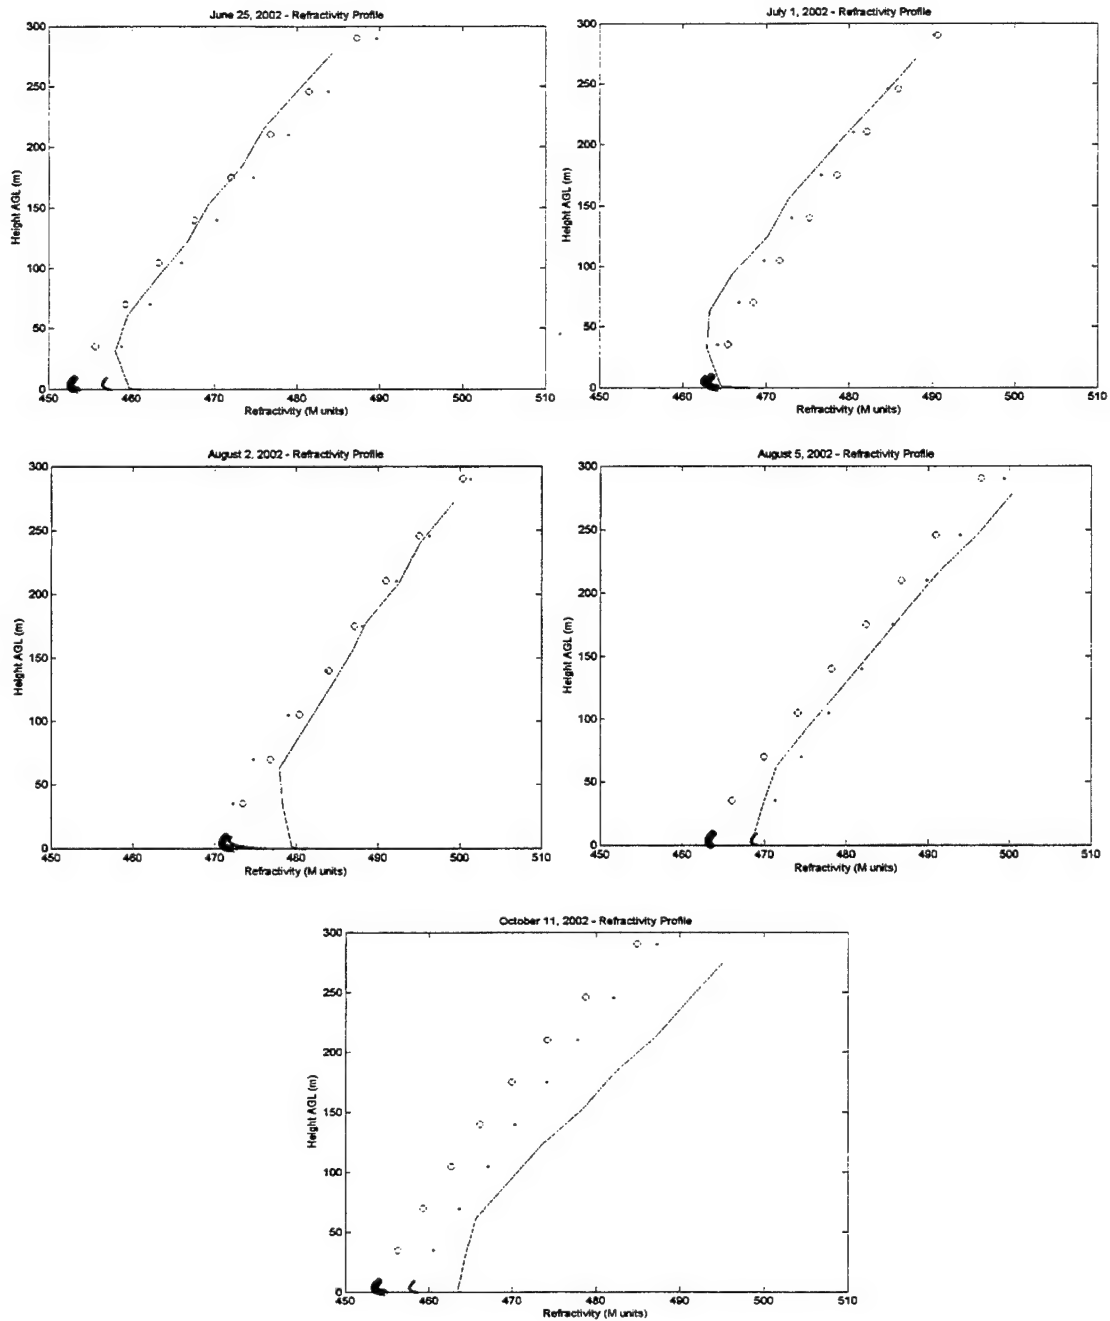 June 25, 2002 - Refractivity Profile
300
250
200
150
100
50
0
Height AGL (m)
450 460 470 480 490 500 510
Refractivity (M units)
July 1, 2002 - Refractivity Profile
300
250
200
150
100
50
0
Height AGL (m)
450 460 470 480 490 500 510
Refractivity (M units)
August 2, 2002 - Refractivity Profile
300
250
200
150
100
50
0
Height AGL (m)
450 460 470 480 490 500 510
Refractivity (M units)
August 5, 2002 - Refractivity Profile
300
250
200
150
100
50
0
Height AGL (m)
450 460 470 480 490 500 510
Refractivity (M units)
October 11, 2002 - Refractivity Profile
300
250
200
150
100
50
0
Height AGL (m)
450 460 470 480 490 500 510
Refractivity (M units)